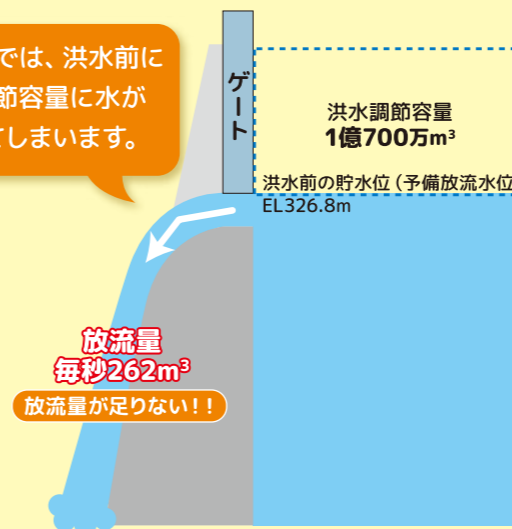 では、洪水前に
節容量に水が
てしまいます。
ゲート
洪水調節容量
1億700万m³
洪水前の貯水位（予備放流水位
EL326.8m
放流量
毎秒262m³
放流量が足りない！！